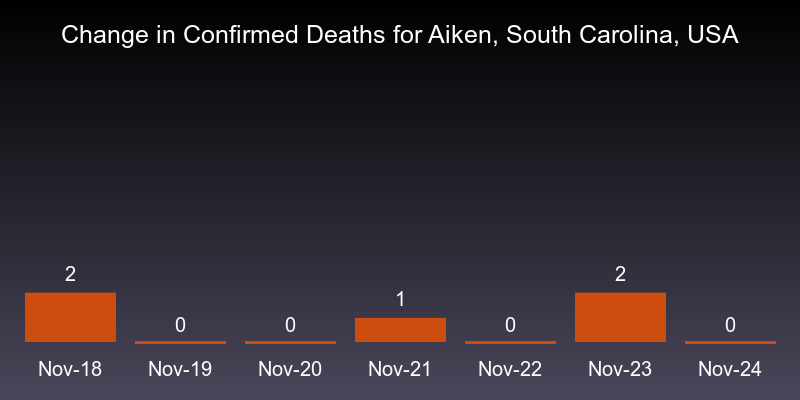 Change in Confirmed Deaths for Aiken, South Carolina, USA
2
0
0
1
0
2
0
Nov-18
Nov-19
Nov-20
Nov-21
Nov-22
Nov-23
Nov-24